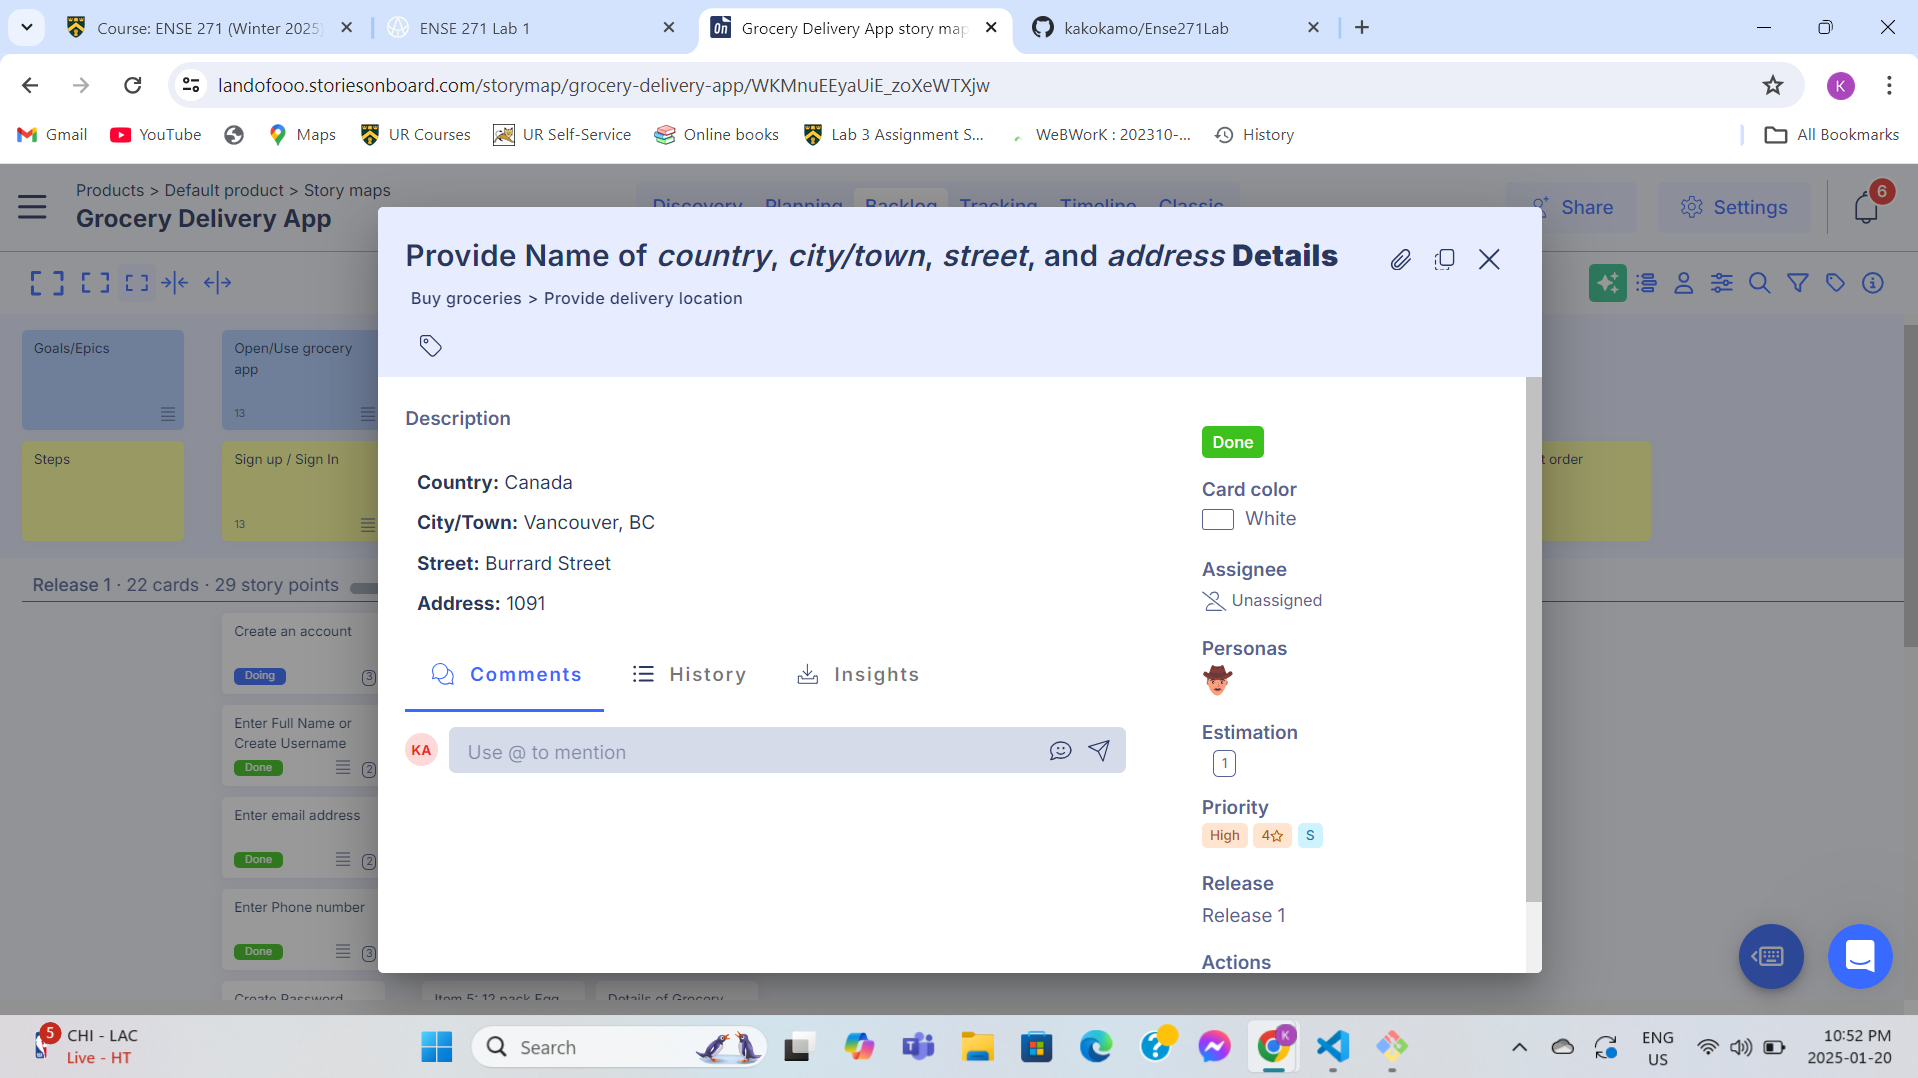 Course: ENSE 271 (Winter 2025)
ENSE 271 Lab 1
Grocery Delivery App story map
kakokamo/Ense271Lab
landofooo.storiesonboard.com/storymap/grocery-delivery-app/WKMnuEEyaUiE_zoXeWTXjw
K
Gmail
YouTube
Maps
UR Courses
UR Self-Service
Online books
Lab 3 Assignment S...
WeBWorK : 202310-...
History
All Bookmarks
Products > Default product > Story maps
Grocery Delivery App
Discovery Planning Backlog Tracking Timeline Classic
Share
Settings
6
Provide Name of country, city/town, street, and address Details
Buy groceries > Provide delivery location
Goals/Epics
Open/Use grocery
app
13
Steps
Sign up / Sign In
13
t order
Release 1 · 22 cards · 29 story points
Create an account
Doing
3
Enter Full Name or
Create Username
Done
2
Enter email address
Done
2
Enter Phone number
Done
3
Create Password
Item 5: 12 pack Egg
Details of Grocery
Description
Country: Canada
City/Town: Vancouver, BC
Street: Burrard Street
Address: 1091
Comments
History
Insights
KA
Use @ to mention
Done
Card color
White
Assignee
Unassigned
Personas
Estimation
1
Priority
High 4 S
Release
Release 1
Actions
5
CHI - LAC
Live - HT
Search
K
ENG
US
10:52 PM
2025-01-20